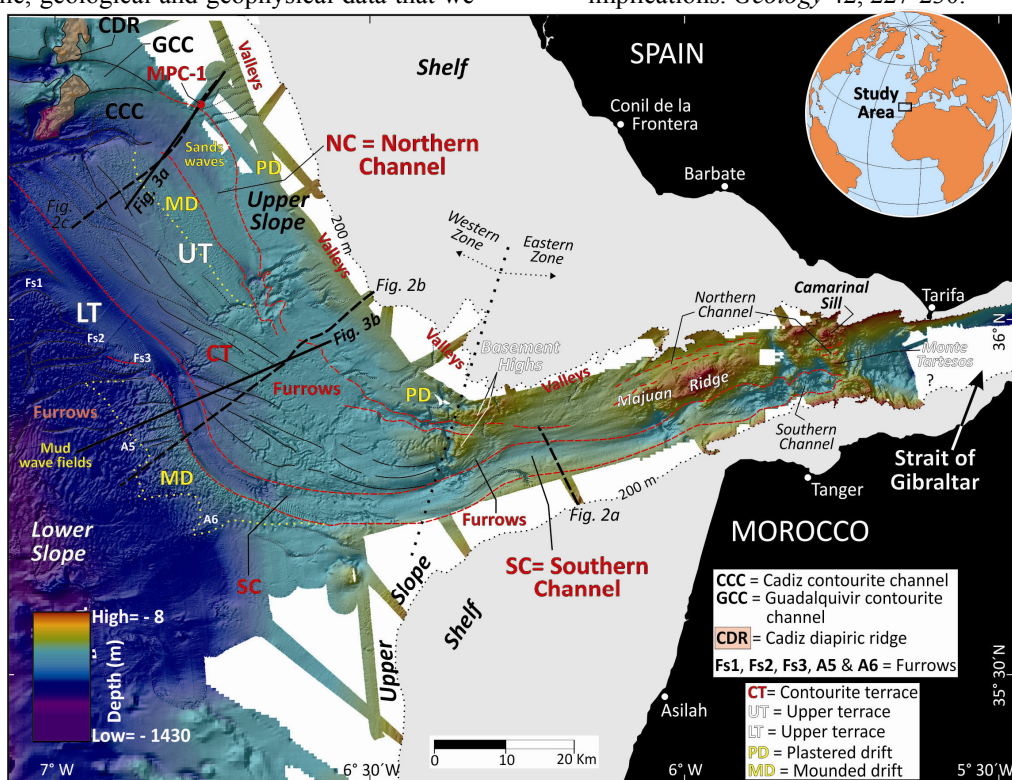 ne, geological and geophysical data that we
implications. Geology 42, 227-230.
CDR
GCC
MPC-1
CCC
Valleys
Shelf
SPAIN
Conil de la
Frontera
Study
Area
Sands
waves
PD
NC = Northern
Channel
Barbate
Fig. 3a
Fig.
2c
MD
Upper
Slope
200 m
Western
Zone
Eastern
Zone
UT
Valleys
Fs1
LT
Fig. 2b
Fig. 3b
Northern
Channel
Camarinal
Sill
Tarifa
36° N
Fs2
Fs3
CT
Valleys
Basement
Highs
Monte
Tartesos
?
Furrows
Furrows
PD
Valleys
Majuan Ridge
Mud
wave fields
A5
MD
Southern
Channel
Strait of
Gibraltar
A6
Tanger
200 m
Furrows
Fig. 2a
Lower
Slope
MOROCCO
SC
SC= Southern
Channel
Upper Slope
Shelf
High= - 8
Depth (m)
Low= - 1430
CCC = Cadiz contourite channel
GCC = Guadalquivir contourite
channel
CDR = Cadiz diapiric ridge
Fs1, Fs2, Fs3, A5 & A6 = Furrows
CT= Contourite terrace
UT = Upper terrace
LT = Upper terrace
PD = Plastered drift
MD = Mounded drift
35° 30´N
Asilah
0 10 20 Km
7° W
6° 30´W
6° W
5° 30´W